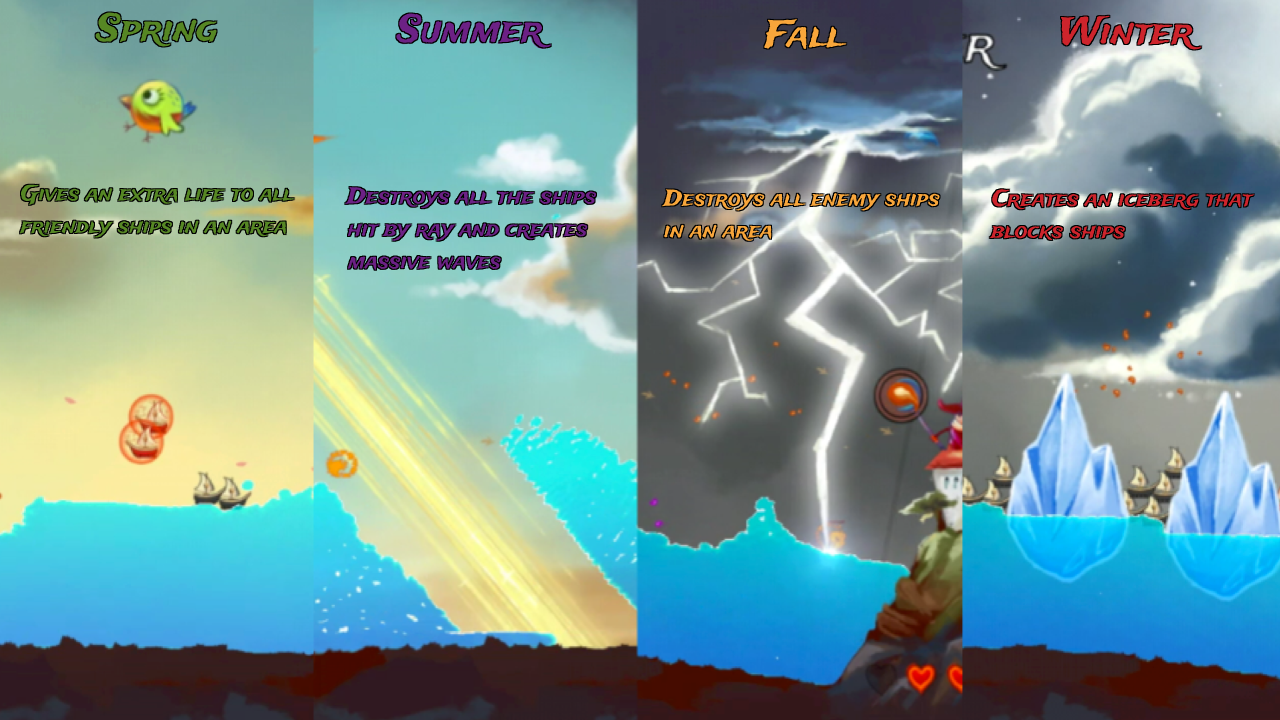 Spring
Gives an extra life to all
friendly ships in an area
Summer
Destroys all the ships
hit by ray and creates
massive waves
Fall
Destroys all enemy ships
in an area
R
Winter
Creates an iceberg that
blocks ships